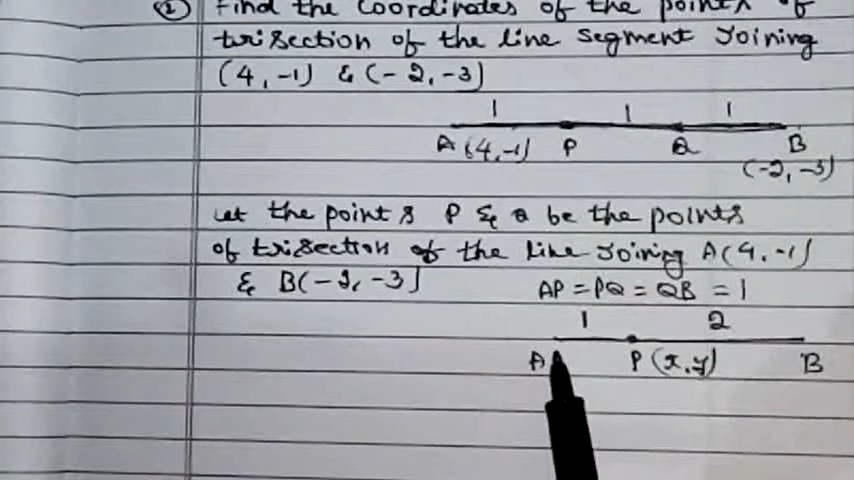 ① Find the Coordinates of the points of
trisection of the line segment Joining
(4, -1) & (-2, -3)
1 1 1
A (4, -1) P Q B
(-2, -3)
Let the points P & Q be the points
of trisection of the line Joining A(4, -1)
& B(-2, -3) AP = PQ = QB = 1
1 2
A P (x, y) B